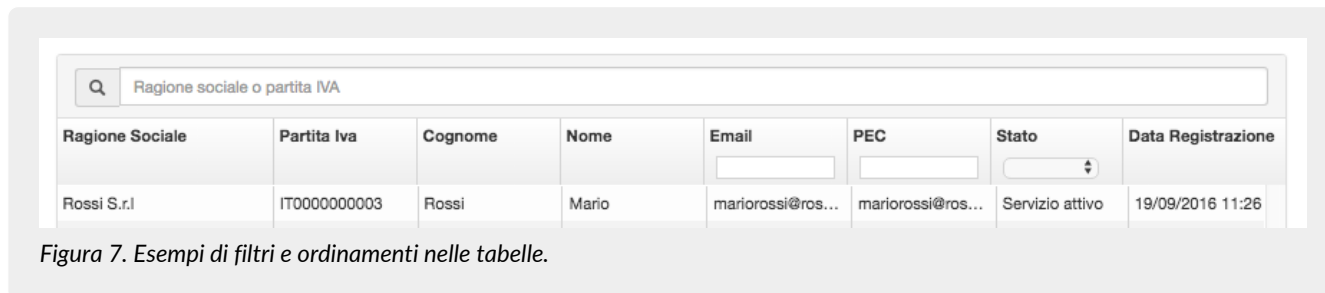 Ragione sociale o partita IVA
Ragione Sociale Partita Iva Cognome Nome Email PEC Stato Data Registrazione
Rossi S.r.l IT0000000003 Rossi Mario mariorossi@ros... mariorossi@ros... Servizio attivo 19/09/2016 11:26
Figura 7. Esempi di filtri e ordinamenti nelle tabelle.